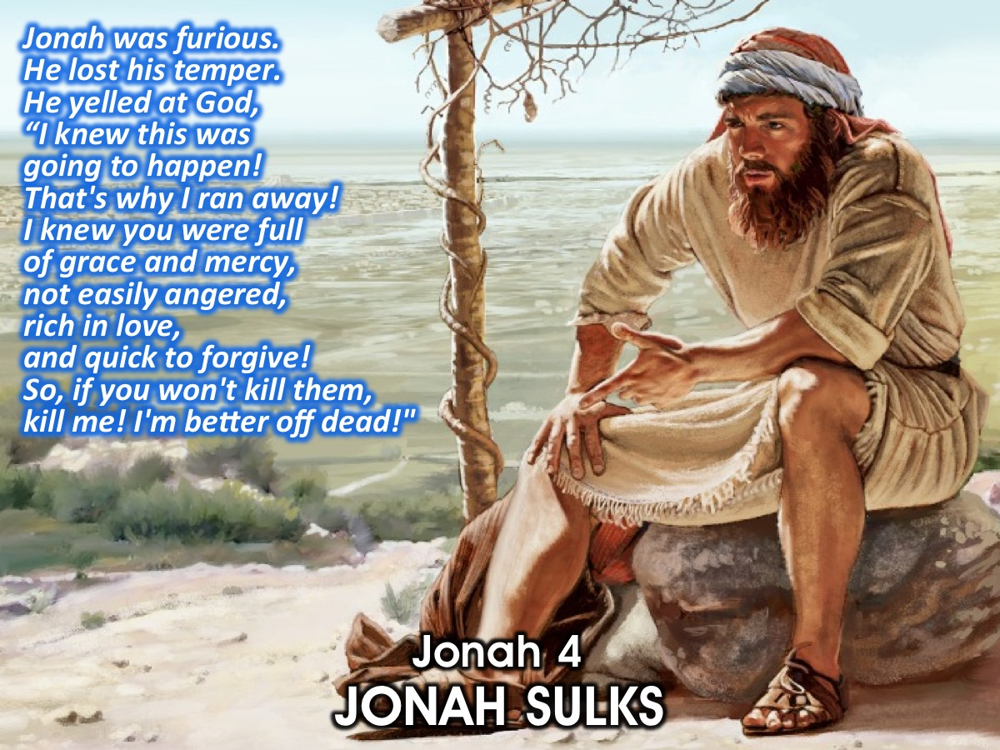 Jonah was furious.
He lost his temper.
He yelled at God,
“I knew this was
going to happen!
That's why I ran away!
I knew you were full
of grace and mercy,
not easily angered,
rich in love,
and quick to forgive!
So, if you won't kill them,
kill me! I'm better off dead!"
Jonah 4
JONAH SULKS